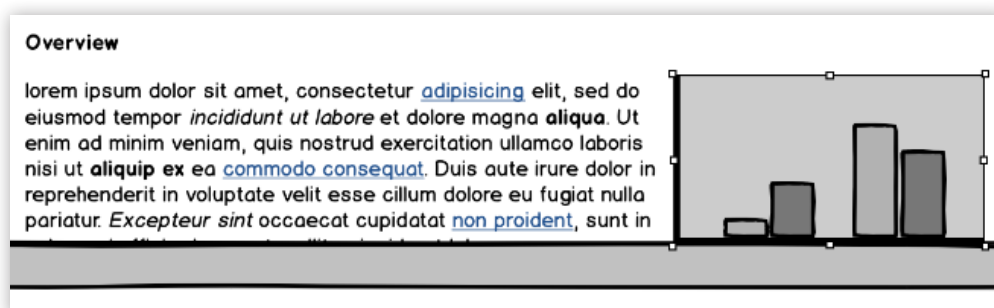 Overview
lorem ipsum dolor sit amet, consectetur adipisicing elit, sed do
eiusmod tempor incididunt ut labore et dolore magna aliqua. Ut
enim ad minim veniam, quis nostrud exercitation ullamco laboris
nisi ut aliquip ex ea commodo consequat. Duis aute irure dolor in
reprehenderit in voluptate velit esse cillum dolore eu fugiat nulla
pariatur. Excepteur sint occaecat cupidatat non proident, sunt in